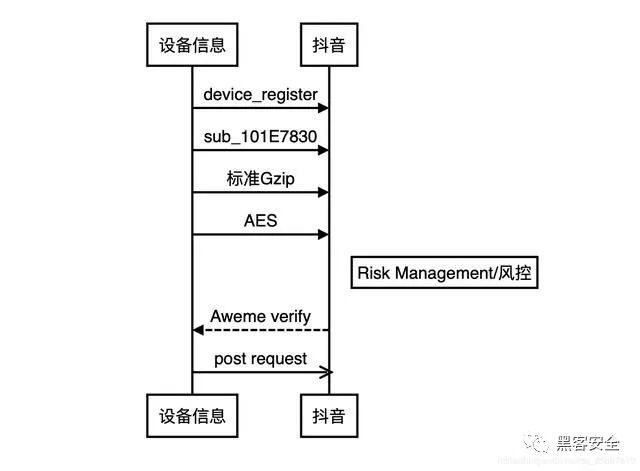 设备信息
抖音
device_register
sub_101E7830
标准Gzip
AES
Risk Management/风控
Aweme verify
post request
设备信息
抖音
黑客安全